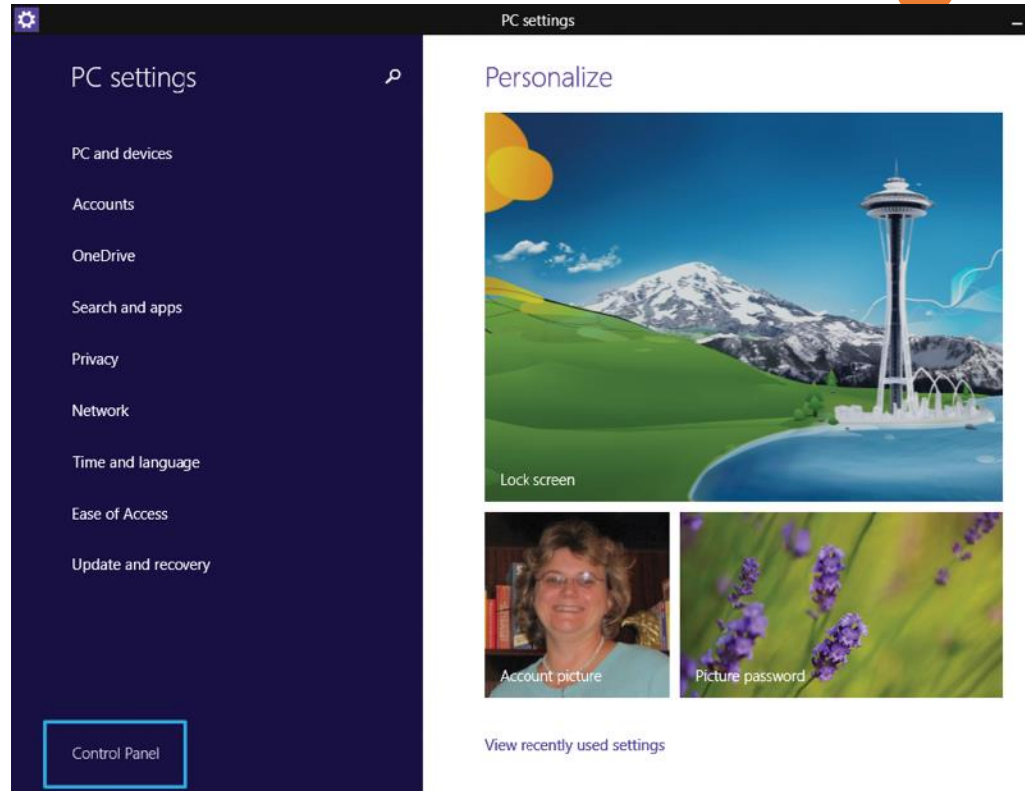 PC settings
PC settings
PC and devices
Accounts
OneDrive
Search and apps
Privacy
Network
Time and language
Ease of Access
Update and recovery
Control Panel
Personalize
Lock screen
Account picture
Picture password
View recently used settings